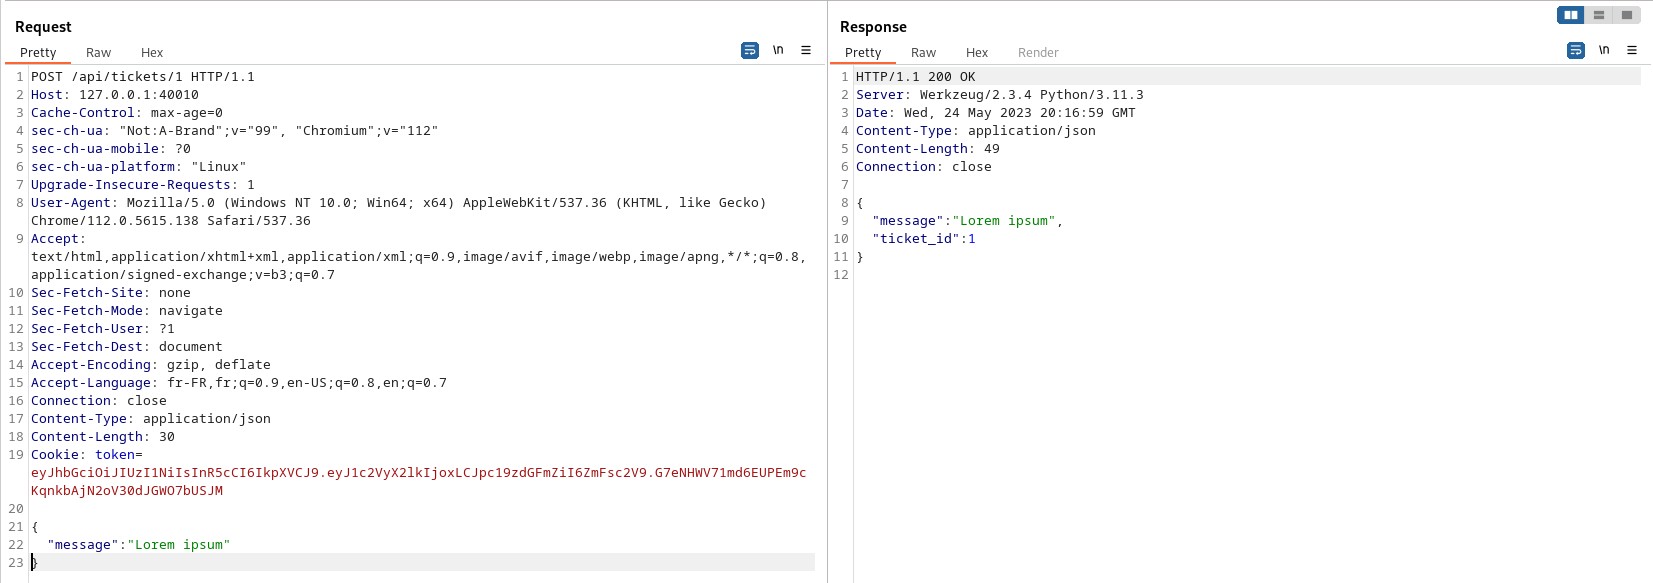 Request
Pretty Raw Hex
\n
1 POST /api/tickets/1 HTTP/1.1
2 Host: 127.0.0.1:40010
3 Cache-Control: max-age=0
4 sec-ch-ua: "Not:A-Brand";v="99", "Chromium";v="112"
5 sec-ch-ua-mobile: ?0
6 sec-ch-ua-platform: "Linux"
7 Upgrade-Insecure-Requests: 1
8 User-Agent: Mozilla/5.0 (Windows NT 10.0; Win64; x64) AppleWebKit/537.36 (KHTML, like Gecko)
Chrome/112.0.5615.138 Safari/537.36
9 Accept:
text/html,application/xhtml+xml,application/xml;q=0.9,image/avif,image/webp,image/apng,*/*;q=0.8,
application/signed-exchange;v=b3;q=0.7
10 Sec-Fetch-Site: none
11 Sec-Fetch-Mode: navigate
12 Sec-Fetch-User: ?1
13 Sec-Fetch-Dest: document
14 Accept-Encoding: gzip, deflate
15 Accept-Language: fr-FR,fr;q=0.9,en-US;q=0.8,en;q=0.7
16 Connection: close
17 Content-Type: application/json
18 Content-Length: 30
19 Cookie: token=
eyJhbGciOiJIUzI1NiIsInR5cCI6IkpXVCJ9.eyJ1c2VyX2lkIjoxLCJpc19zdGFmZiI6ZmFsc2V9.G7eNHWV71md6EUPEm9c
KqnkbAjN2oV30dJGWO7bUSJM
20
21 {
22 "message":"Lorem ipsum"
23 }
Response
Pretty Raw Hex Render
\n
1 HTTP/1.1 200 OK
2 Server: Werkzeug/2.3.4 Python/3.11.3
3 Date: Wed, 24 May 2023 20:16:59 GMT
4 Content-Type: application/json
5 Content-Length: 49
6 Connection: close
7
8 {
9 "message":"Lorem ipsum",
10 "ticket_id":1
11 }
12